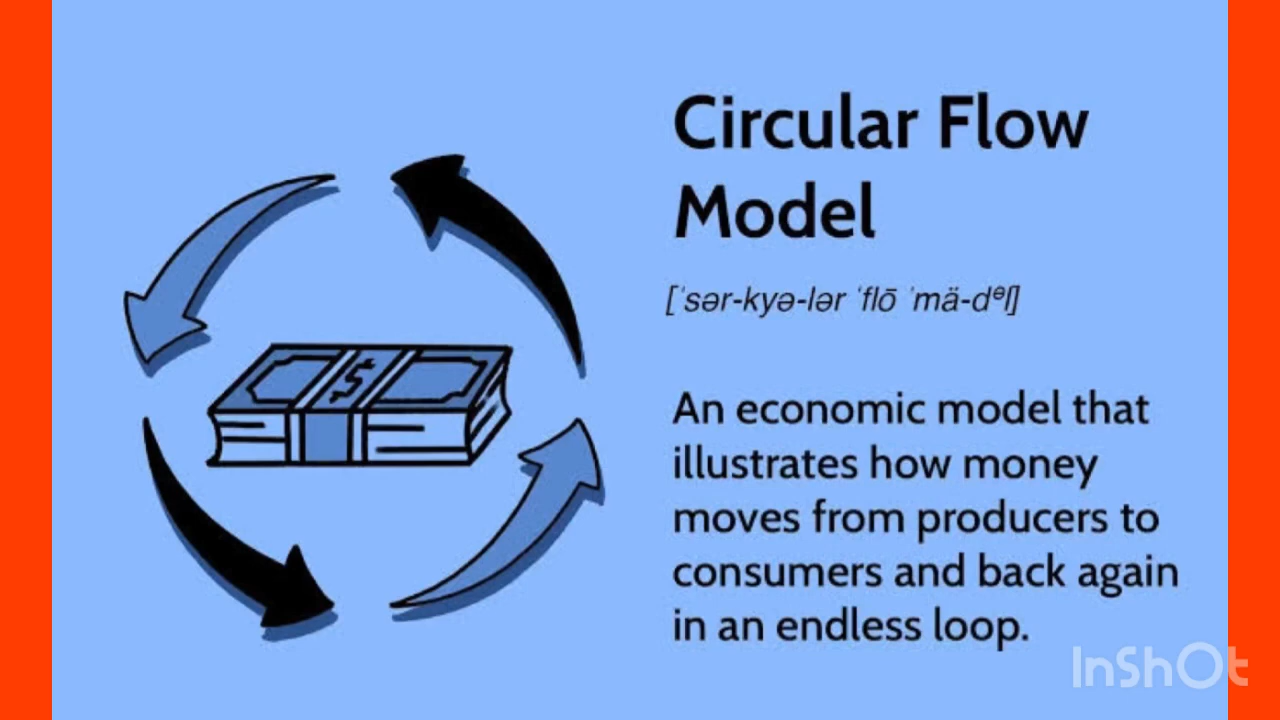 Circular Flow
Model
[ˈsər-kyə-lər ˈflō ˈmä-dᵊl]
An economic model that
illustrates how money
moves from producers to
consumers and back again
in an endless loop.
$
InShOt